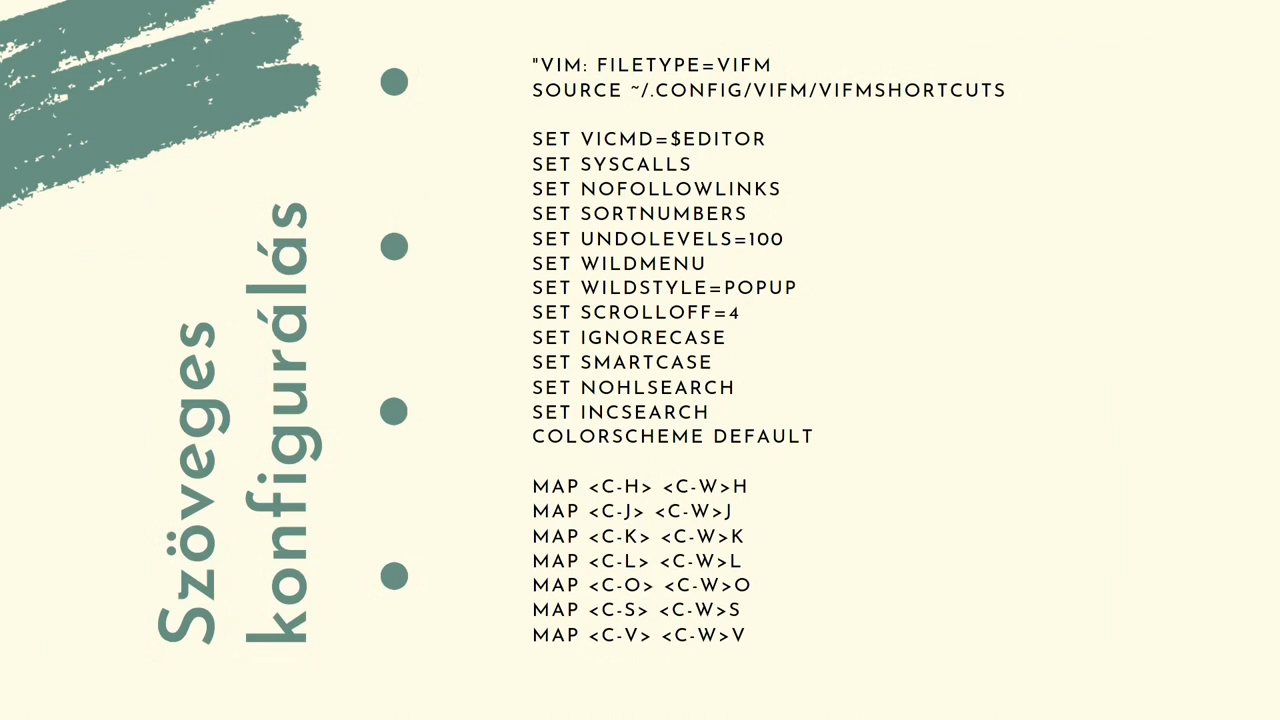 Szöveges
konfigurálás
"VIM: FILETYPE=VIFM
SOURCE ~/.CONFIG/VIFM/VIFMSHORTCUTS
SET VICMD=$EDITOR
SET SYSCALLS
SET NOFOLLOWLINKS
SET SORTNUMBERS
SET UNDOLEVELS=100
SET WILDMENU
SET WILDSTYLE=POPUP
SET SCROLLOFF=4
SET IGNORECASE
SET SMARTCASE
SET NOHLSEARCH
SET INCSEARCH
COLORSCHEME DEFAULT
MAP <C-H> <C-W>H
MAP <C-J> <C-W>J
MAP <C-K> <C-W>K
MAP <C-L> <C-W>L
MAP <C-O> <C-W>O
MAP <C-S> <C-W>S
MAP <C-V> <C-W>V